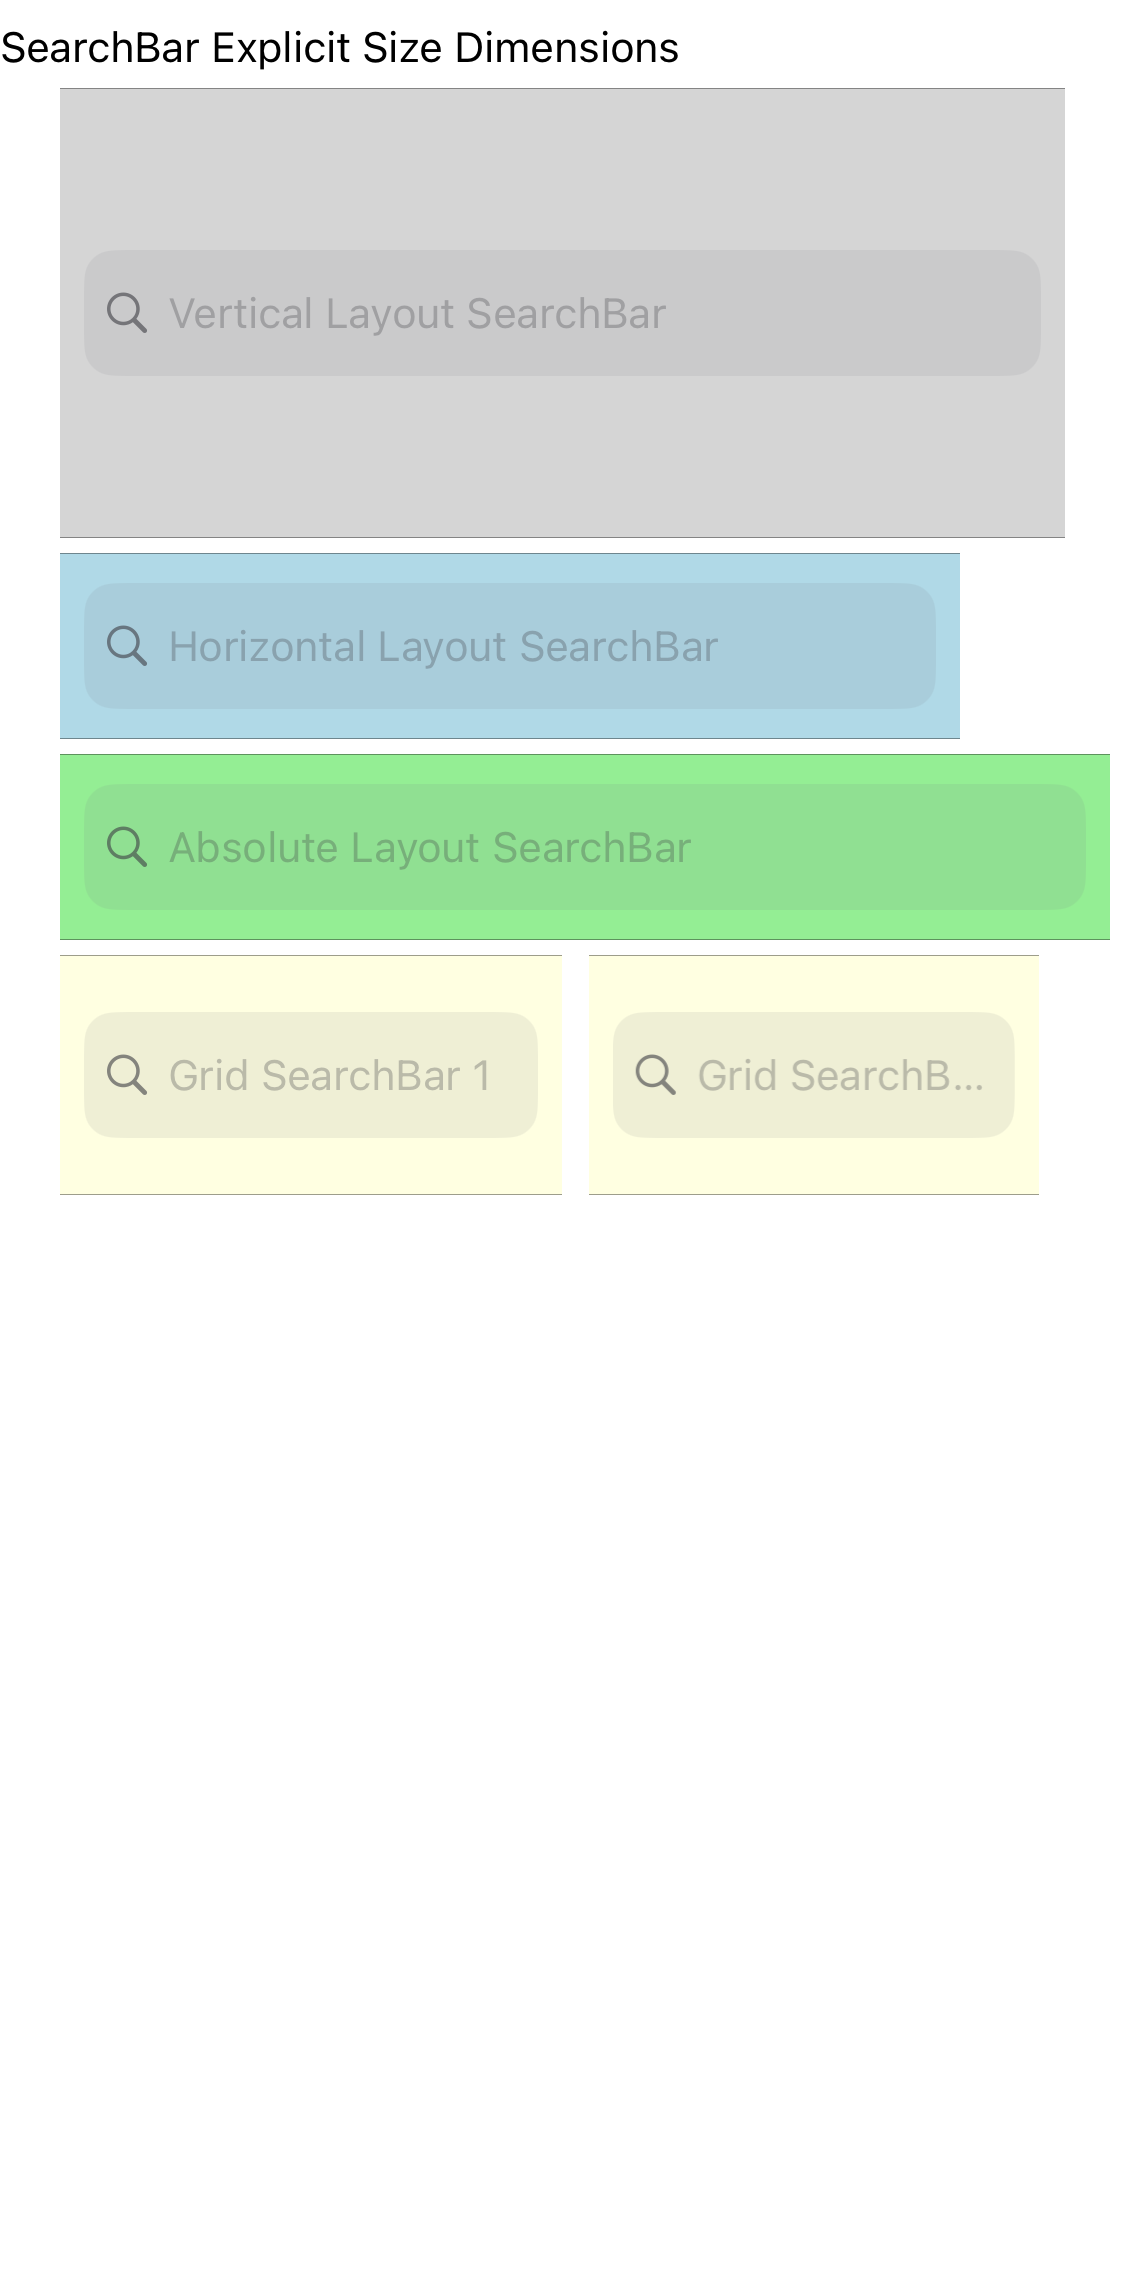 SearchBar Explicit Size Dimensions
Vertical Layout SearchBar
Horizontal Layout SearchBar
Absolute Layout SearchBar
Grid SearchBar 1
Grid SearchB...